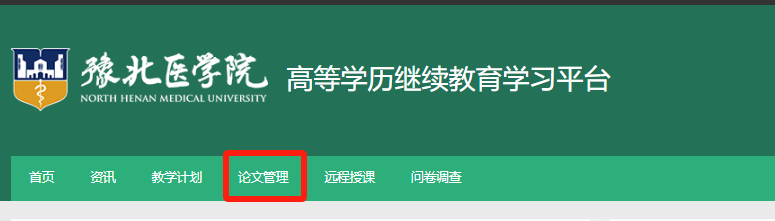 豫北医学院
NORTH HENAN MEDICAL UNIVERSITY
高等学历继续教育学习平台
首页 资讯 教学计划 论文管理 远程授课 问卷调查